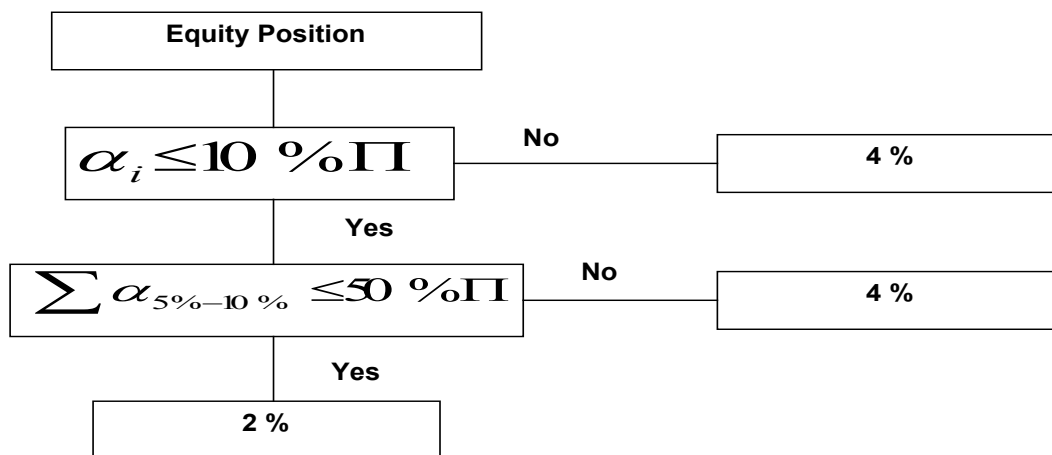 Equity Position
αᵢ ≤10 %Π
No
4 %
Yes
∑ α₅%–₁₀ % ≤50 %Π
No
4 %
Yes
2 %